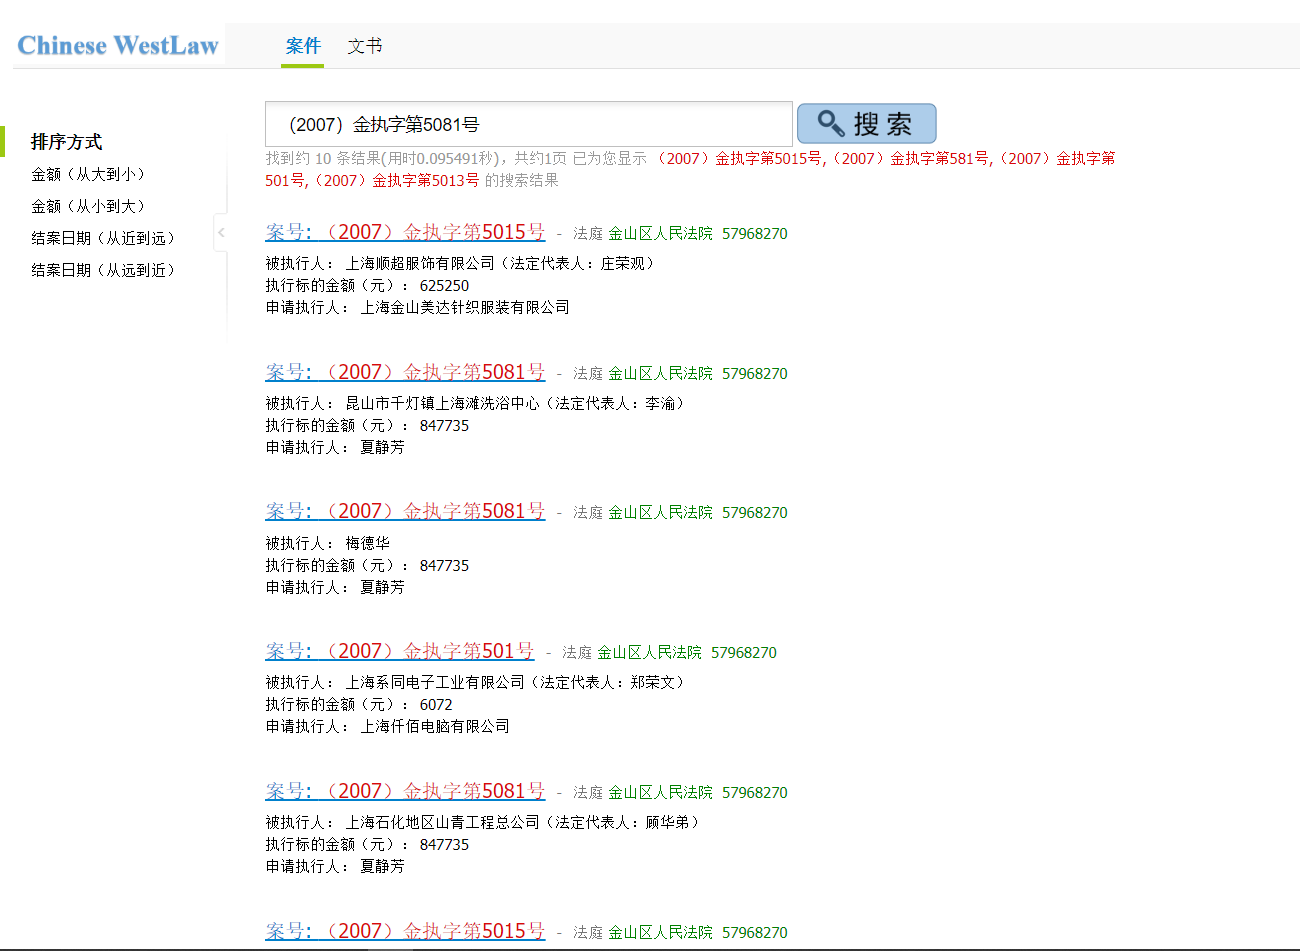 Chinese WestLaw
案件 文书
排序方式
金额（从大到小）
金额（从小到大）
结案日期（从近到远）
结案日期（从远到近）
（2007）金执字第5081号
搜 索
找到约 10 条结果(用时0.095491秒)，共约1页 已为您显示 （2007）金执字第5015号,（2007）金执字第581号,（2007）金执字第
501号,（2007）金执字第5013号 的搜索结果
案号: （2007）金执字第5015号 - 法庭 金山区人民法院 57968270
被执行人： 上海顺超服饰有限公司（法定代表人：庄荣观）
执行标的金额（元）： 625250
申请执行人： 上海金山美达针织服装有限公司
案号: （2007）金执字第5081号 - 法庭 金山区人民法院 57968270
被执行人： 昆山市千灯镇上海滩洗浴中心（法定代表人：李渝）
执行标的金额（元）： 847735
申请执行人： 夏静芳
案号: （2007）金执字第5081号 - 法庭 金山区人民法院 57968270
被执行人： 梅德华
执行标的金额（元）： 847735
申请执行人： 夏静芳
案号: （2007）金执字第501号 - 法庭 金山区人民法院 57968270
被执行人： 上海系同电子工业有限公司（法定代表人：郑荣文）
执行标的金额（元）： 6072
申请执行人： 上海仟佰电脑有限公司
案号: （2007）金执字第5081号 - 法庭 金山区人民法院 57968270
被执行人： 上海石化地区山青工程总公司（法定代表人：顾华弟）
执行标的金额（元）： 847735
申请执行人： 夏静芳
案号: （2007）金执字第5015号 - 法庭 金山区人民法院 57968270